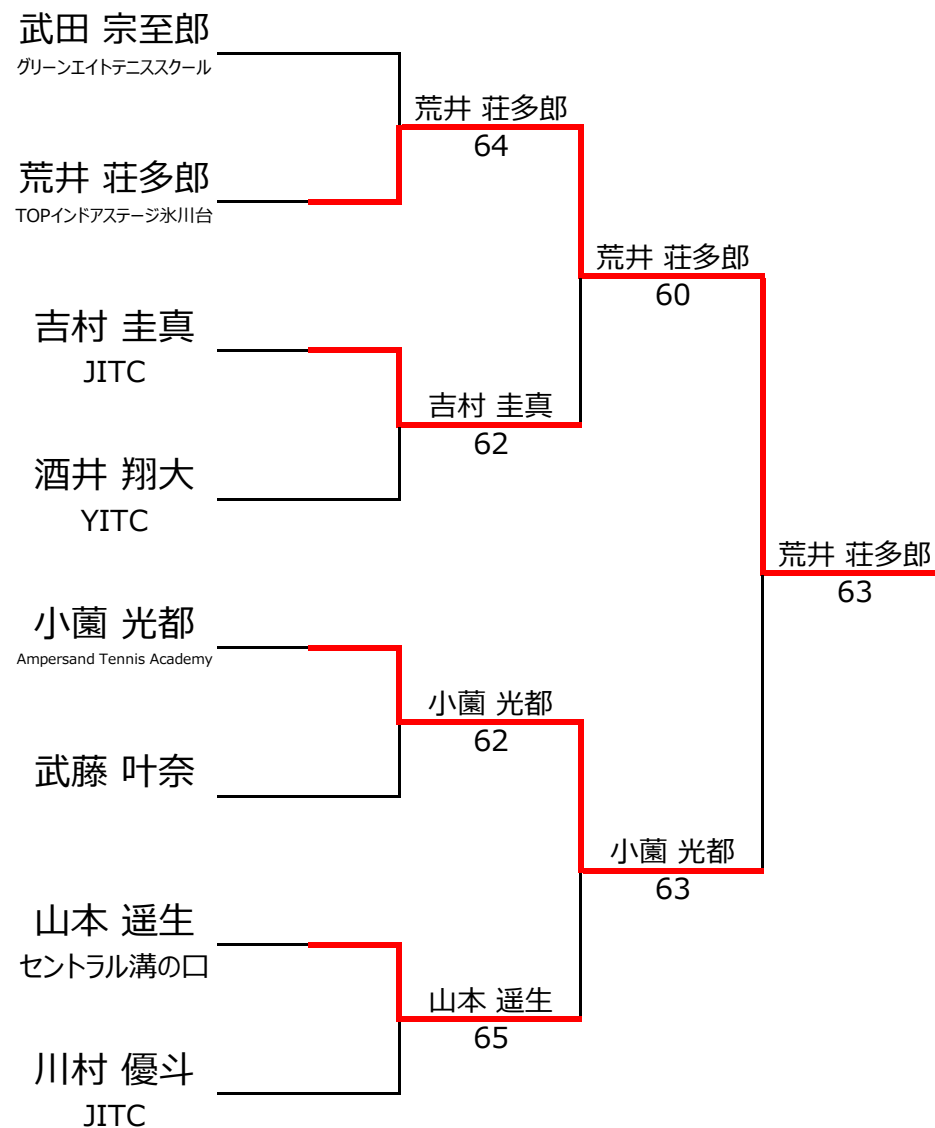 武田 宗至郎
グリーンエイトテニススクール
荒井 荘多郎
64
荒井 荘多郎
TOPインドアステージ氷川台
荒井 荘多郎
60
吉村 圭真
JITC
吉村 圭真
62
酒井 翔大
YITC
荒井 荘多郎
63
小薗 光都
Ampersand Tennis Academy
小薗 光都
62
武藤 叶奈
小薗 光都
63
山本 遥生
セントラル溝の口
山本 遥生
65
川村 優斗
JITC